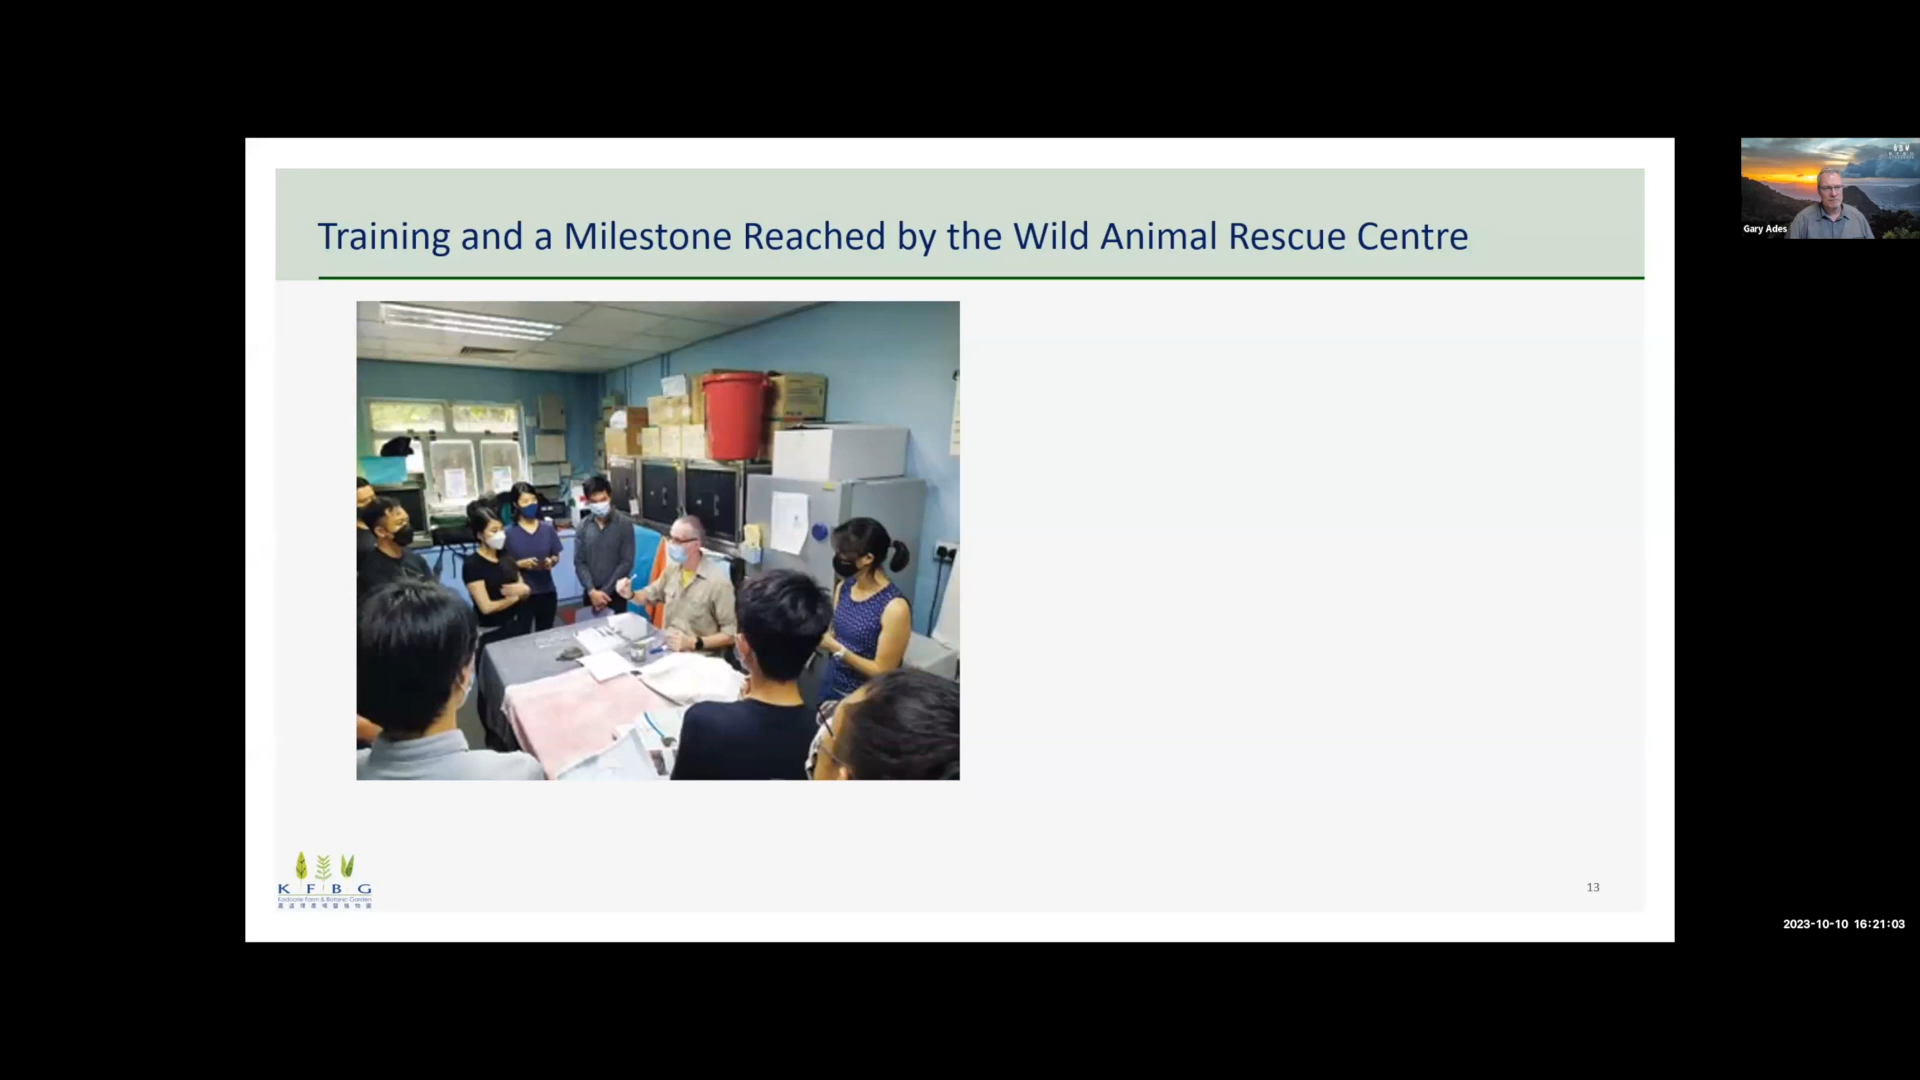 Training and a Milestone Reached by the Wild Animal Rescue Centre
Gary Ades
K F B G
Kadoorie Farm & Botanic Garden
嘉道理農場暨植物園
13
2023-10-10 16:21:03